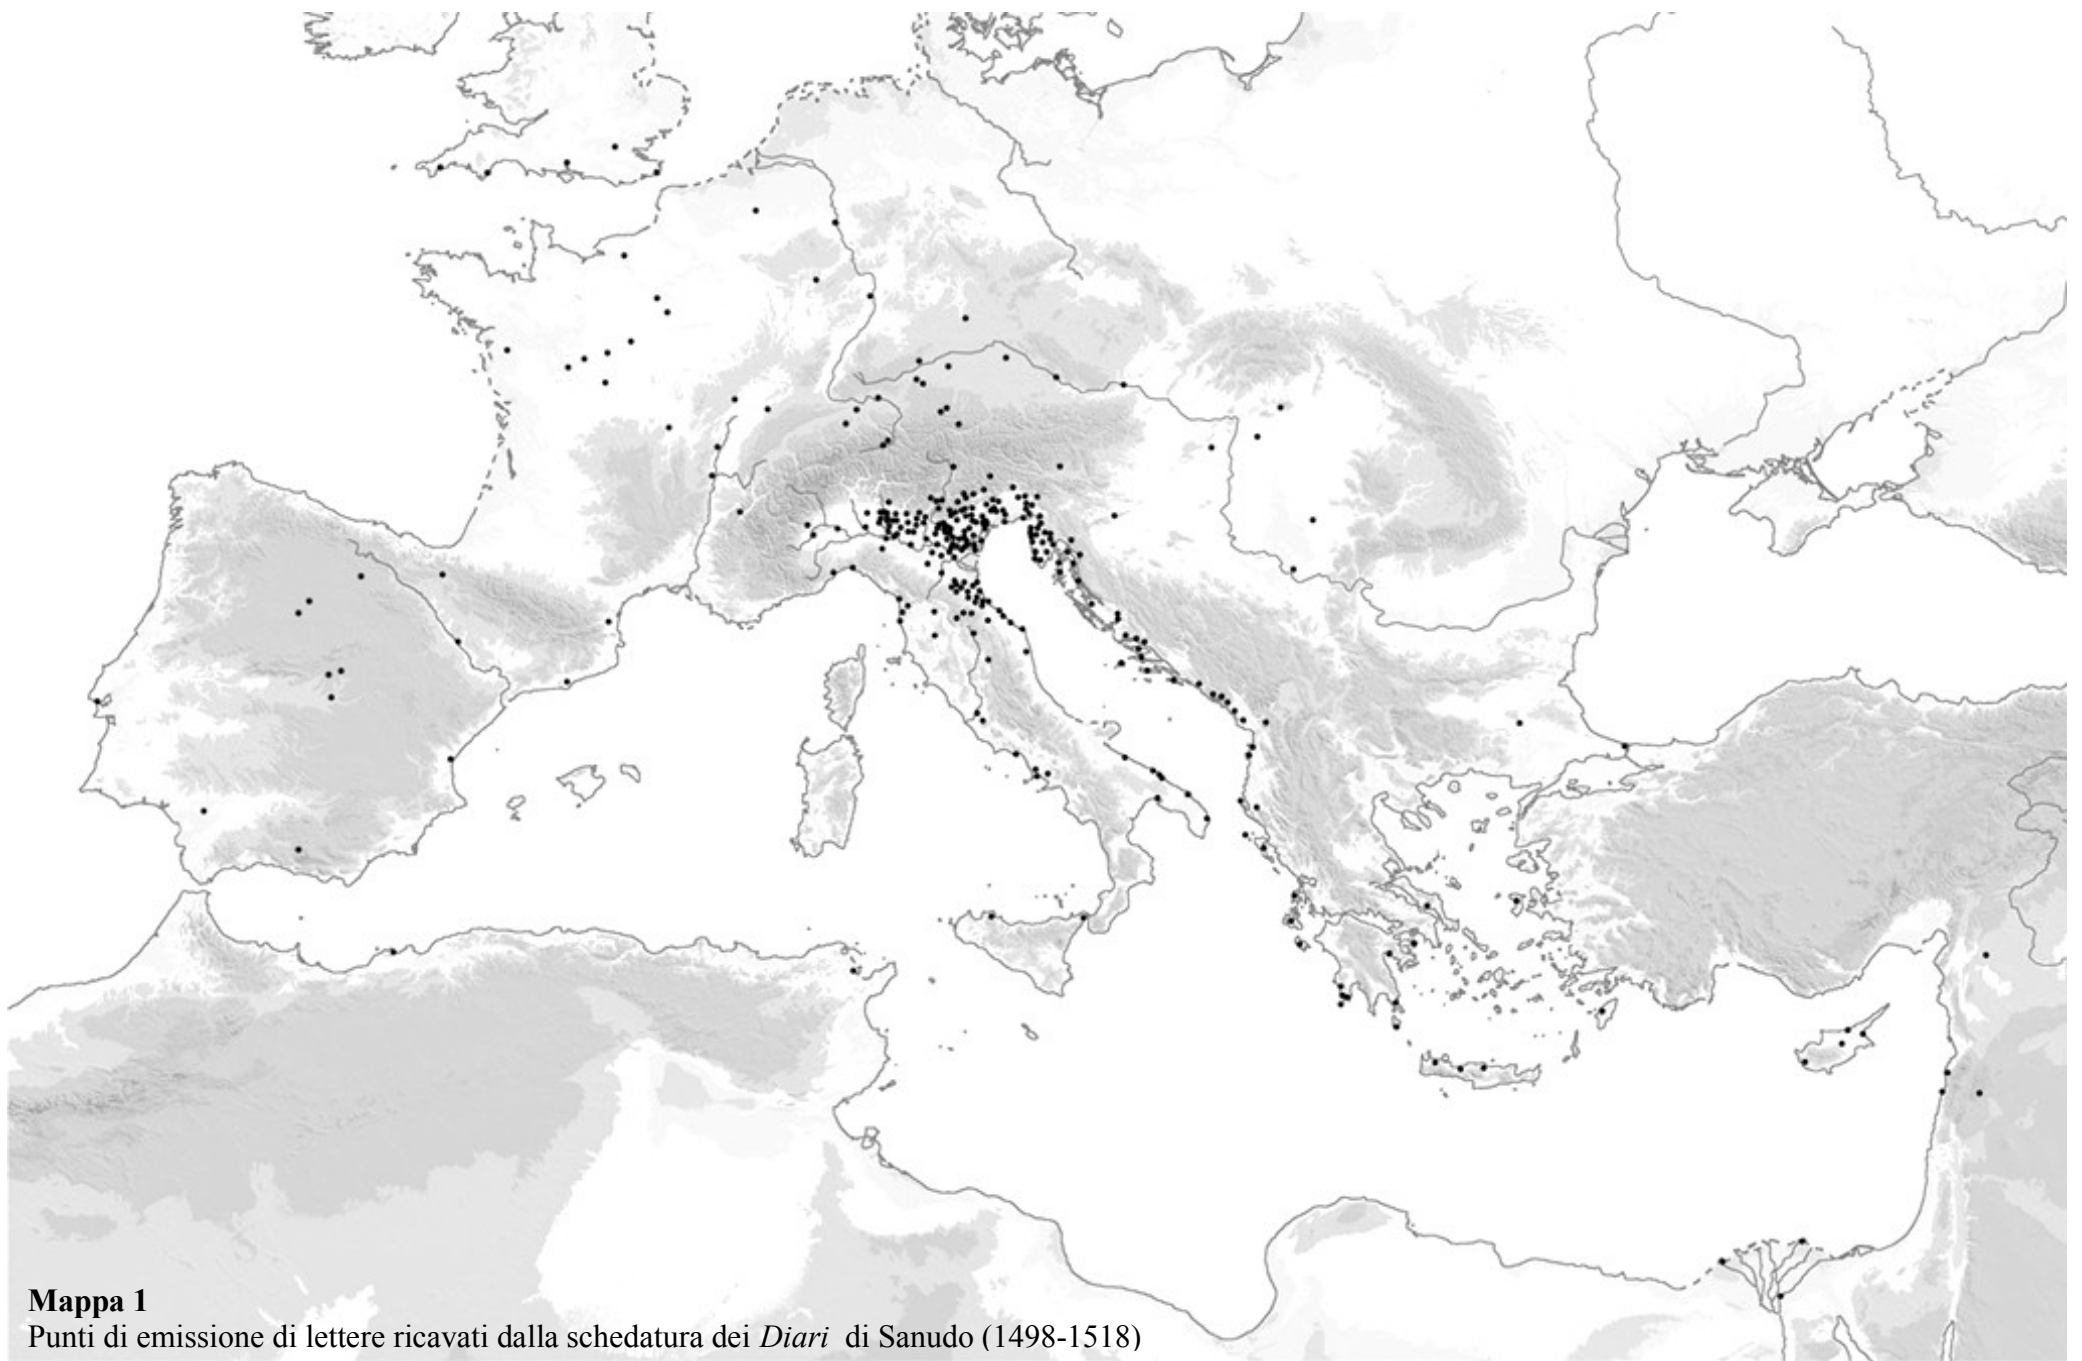 Mappa 1
Punti di emissione di lettere ricavati dalla schedatura dei Diari di Sanudo (1498-1518)